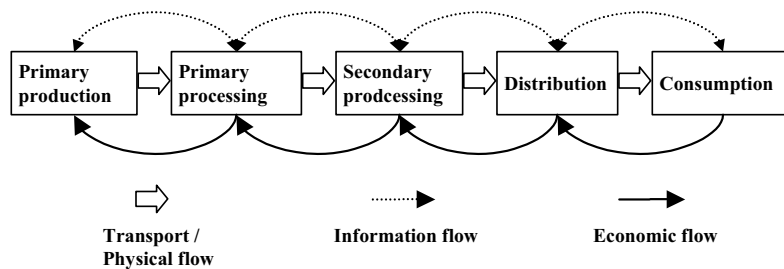 Primary
production
Primary
processing
Secondary
prodcessing
Distribution
Consumption
Transport /
Physical flow
Information flow
Economic flow